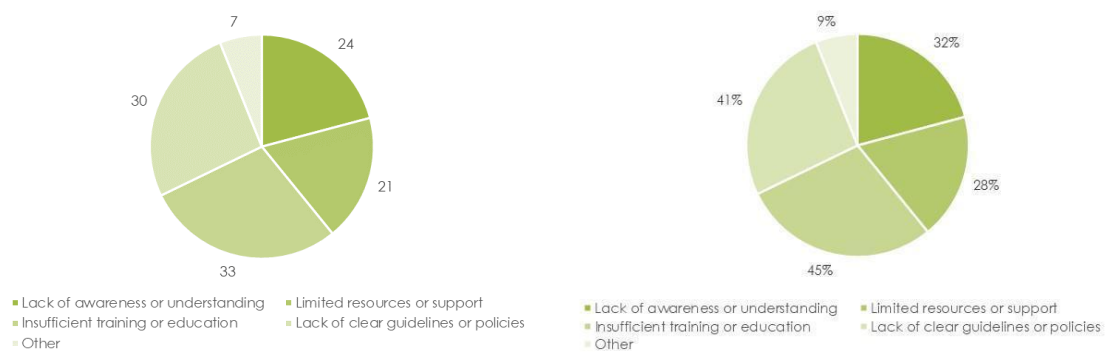 7
24
30
21
33
Lack of awareness or understanding
Limited resources or support
Insufficient training or education
Lack of clear guidelines or policies
Other
9%
32%
41%
28%
45%
Lack of awareness or understanding
Limited resources or support
Insufficient training or education
Lack of clear guidelines or policies
Other